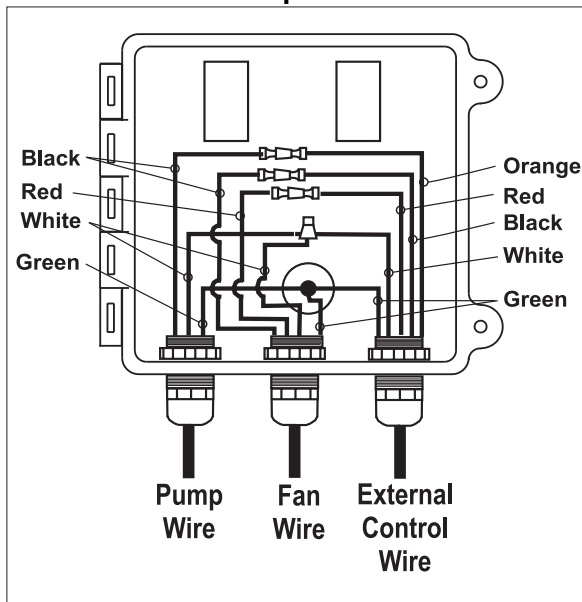 Black
Red
White
Green
Orange
Red
Black
White
Green
Pump
Wire
Fan
Wire
External
Control
Wire